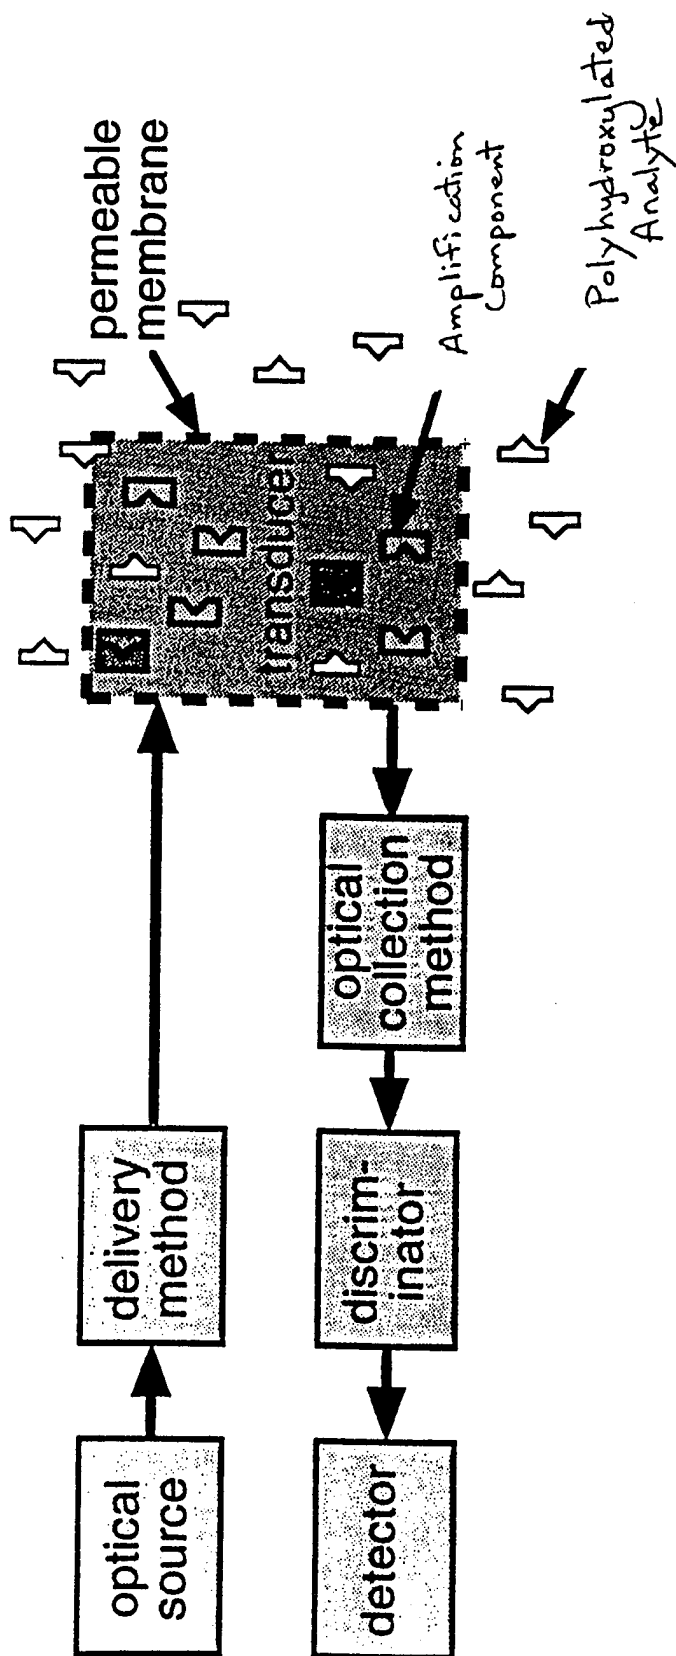 optical
source
delivery
method
permeable
membrane
transducer
Amplification
Component
Polyhydroxylated
Analyte
optical
collection
method
discrim-
inator
detector